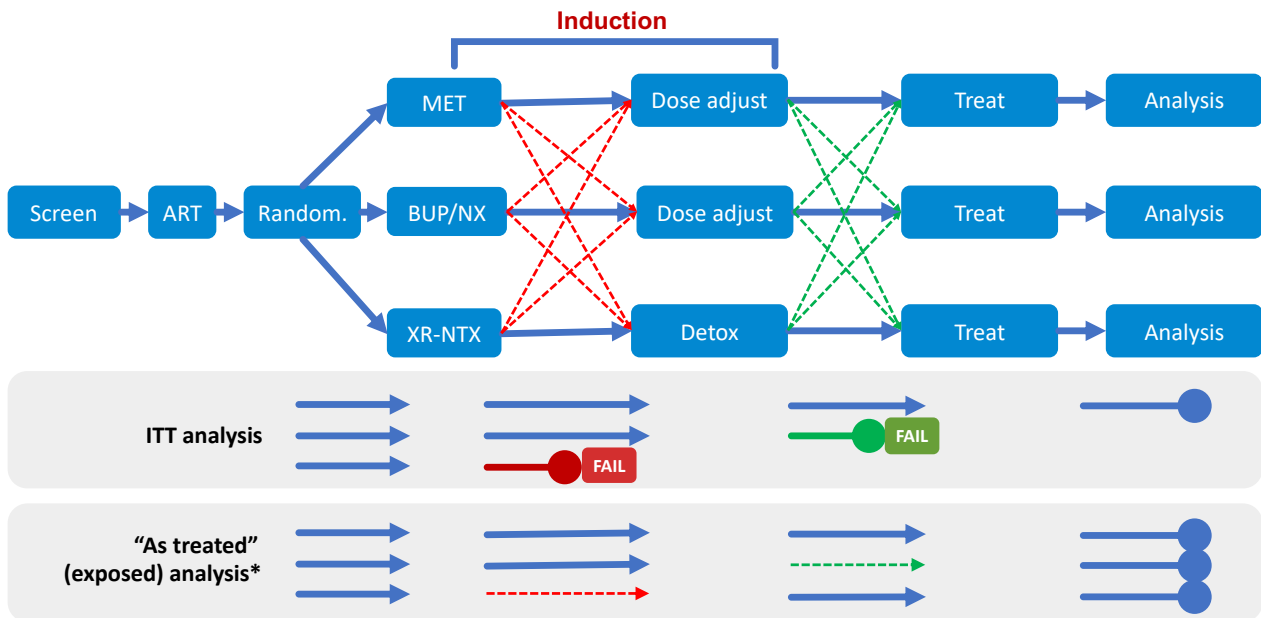 Induction
MET
Dose adjust
Treat
Analysis
Screen
ART
Random.
BUP/NX
Dose adjust
Treat
Analysis
XR-NTX
Detox
Treat
Analysis
ITT analysis
FAIL
FAIL
“As treated”
(exposed) analysis*